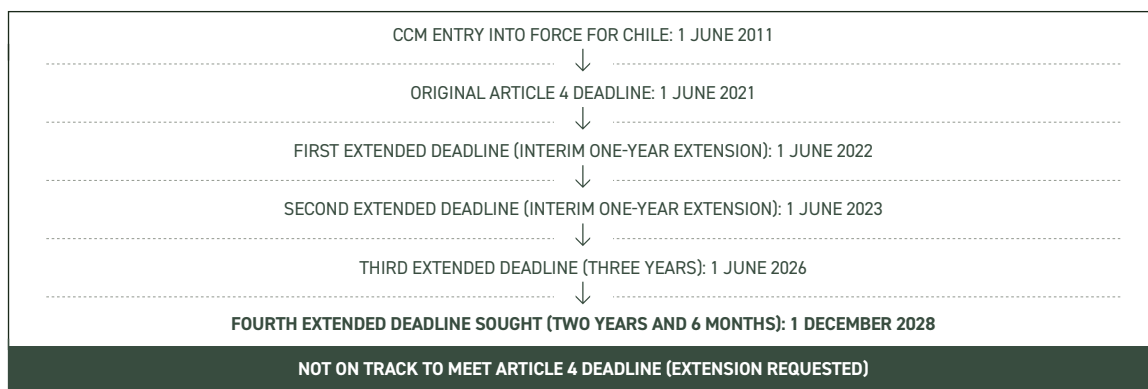 CCM ENTRY INTO FORCE FOR CHILE: 1 JUNE 2011
ORIGINAL ARTICLE 4 DEADLINE: 1 JUNE 2021
FIRST EXTENDED DEADLINE (INTERIM ONE-YEAR EXTENSION): 1 JUNE 2022
SECOND EXTENDED DEADLINE (INTERIM ONE-YEAR EXTENSION): 1 JUNE 2023
THIRD EXTENDED DEADLINE (THREE YEARS): 1 JUNE 2026
FOURTH EXTENDED DEADLINE SOUGHT (TWO YEARS AND 6 MONTHS): 1 DECEMBER 2028
NOT ON TRACK TO MEET ARTICLE 4 DEADLINE (EXTENSION REQUESTED)